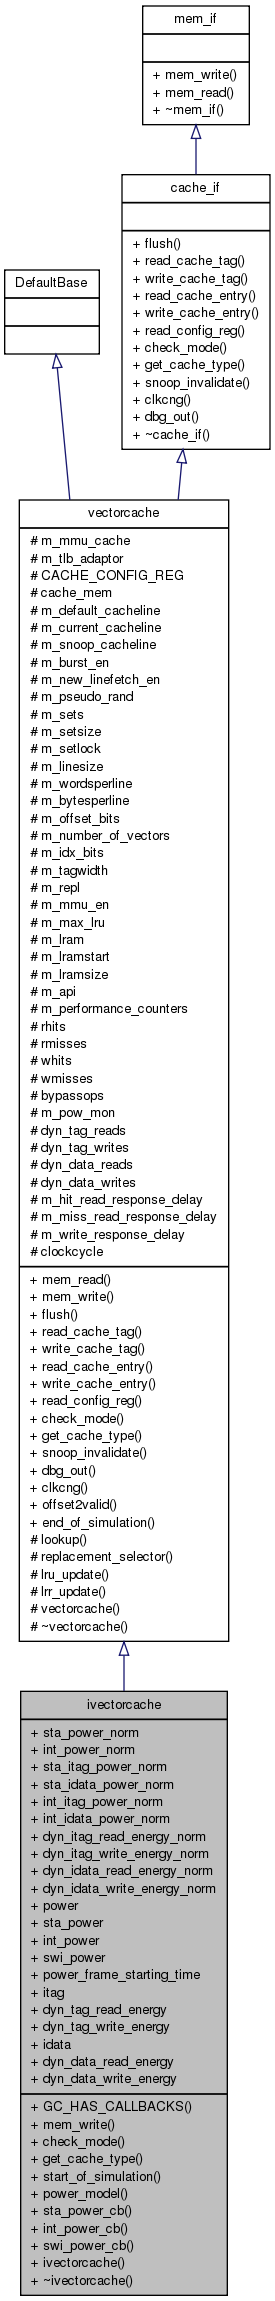 mem_if
+ mem_write()
+ mem_read()
+ ~mem_if()
cache_if
+ flush()
+ read_cache_tag()
+ write_cache_tag()
+ read_cache_entry()
+ write_cache_entry()
+ read_config_reg()
+ check_mode()
+ get_cache_type()
+ snoop_invalidate()
+ clkcng()
+ dbg_out()
+ ~cache_if()
DefaultBase
vectorcache
# m_mmu_cache
# m_tlb_adaptor
# CACHE_CONFIG_REG
# cache_mem
# m_default_cacheline
# m_current_cacheline
# m_snoop_cacheline
# m_burst_en
# m_new_linefetch_en
# m_pseudo_rand
# m_sets
# m_setsize
# m_setlock
# m_linesize
# m_wordsperline
# m_bytesperline
# m_offset_bits
# m_number_of_vectors
# m_idx_bits
# m_tagwidth
# m_repl
# m_mmu_en
# m_max_lru
# m_lram
# m_lramstart
# m_lramsize
# m_api
# m_performance_counters
# rhits
# rmisses
# whits
# wmisses
# bypassops
# m_pow_mon
# dyn_tag_reads
# dyn_tag_writes
# dyn_data_reads
# dyn_data_writes
# m_hit_read_response_delay
# m_miss_read_response_delay
# m_write_response_delay
# clockcycle
+ mem_read()
+ mem_write()
+ flush()
+ read_cache_tag()
+ write_cache_tag()
+ read_cache_entry()
+ write_cache_entry()
+ read_config_reg()
+ check_mode()
+ get_cache_type()
+ snoop_invalidate()
+ dbg_out()
+ clkcng()
+ offset2valid()
+ end_of_simulation()
# lookup()
# replacement_selector()
# lru_update()
# lrr_update()
# vectorcache()
# ~vectorcache()
ivectorcache
+ sta_power_norm
+ int_power_norm
+ sta_itag_power_norm
+ sta_idata_power_norm
+ int_itag_power_norm
+ int_idata_power_norm
+ dyn_itag_read_energy_norm
+ dyn_itag_write_energy_norm
+ dyn_idata_read_energy_norm
+ dyn_idata_write_energy_norm
+ power
+ sta_power
+ int_power
+ swi_power
+ power_frame_starting_time
+ itag
+ dyn_tag_read_energy
+ dyn_tag_write_energy
+ idata
+ dyn_data_read_energy
+ dyn_data_write_energy
+ GC_HAS_CALLBACKS()
+ mem_write()
+ check_mode()
+ get_cache_type()
+ start_of_simulation()
+ power_model()
+ sta_power_cb()
+ int_power_cb()
+ swi_power_cb()
+ ivectorcache()
+ ~ivectorcache()